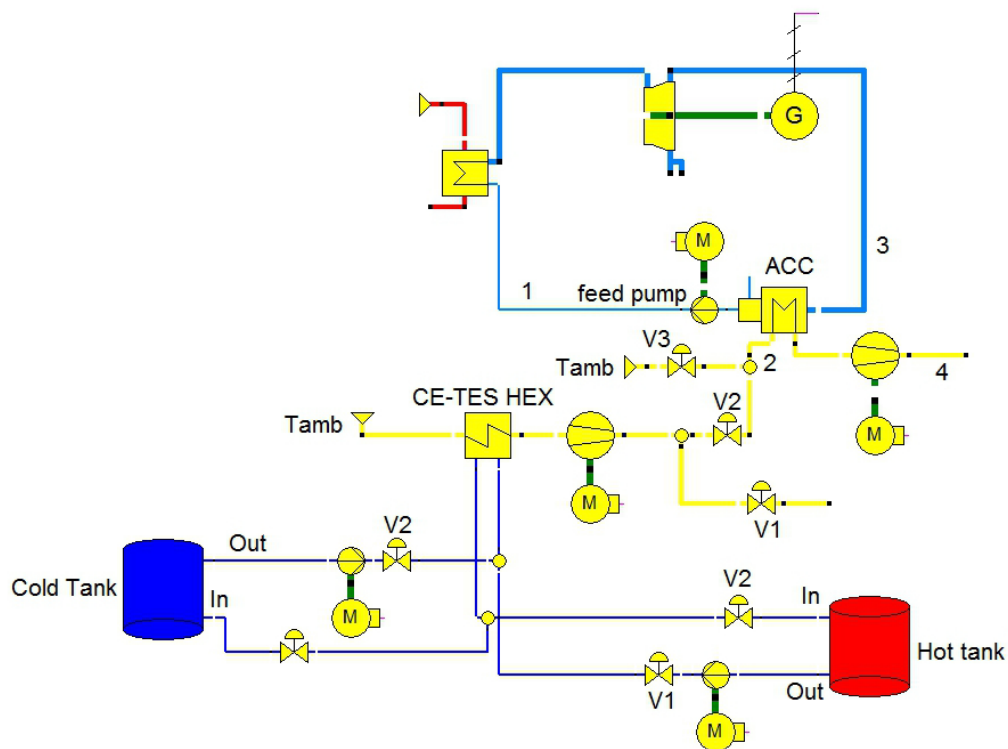 G
M
3
ACC
1
feed pump
V3
Tamb
2
4
CE-TES HEX
Tamb
V2
M
M
V1
Out
V2
Cold Tank
In
M
V2
In
Hot tank
V1
Out
M